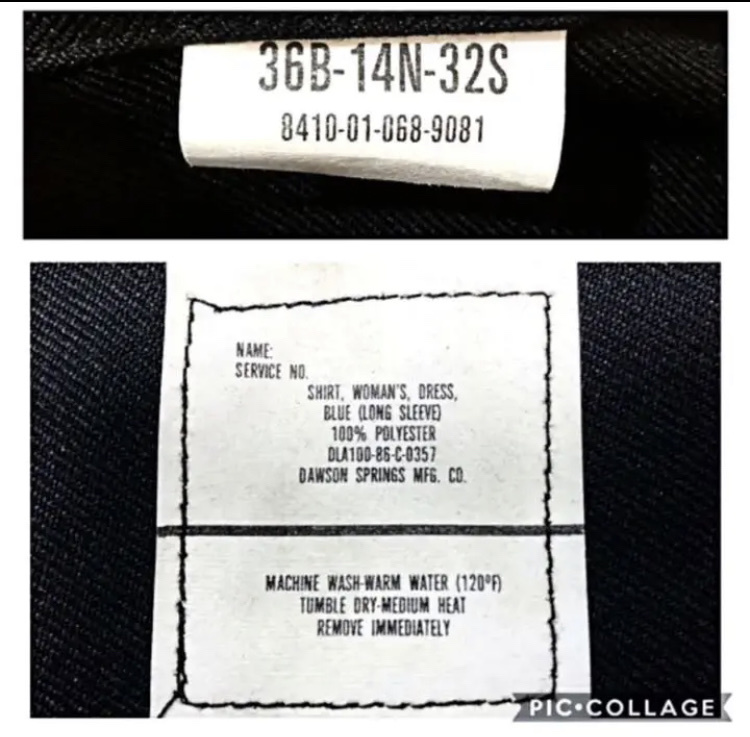 36B-14N-32S
8410-01-068-9081
NAME:
SERVICE NO.
SHIRT, WOMAN'S, DRESS,
BLUE (LONG SLEEVE)
100% POLYESTER
DLA100-86-C-0357
DAWSON SPRINGS MFG. CO.
MACHINE WASH-WARM WATER (120ºF)
TUMBLE DRY-MEDIUM HEAT
REMOVE IMMEDIATELY
PIC•COLLAGE